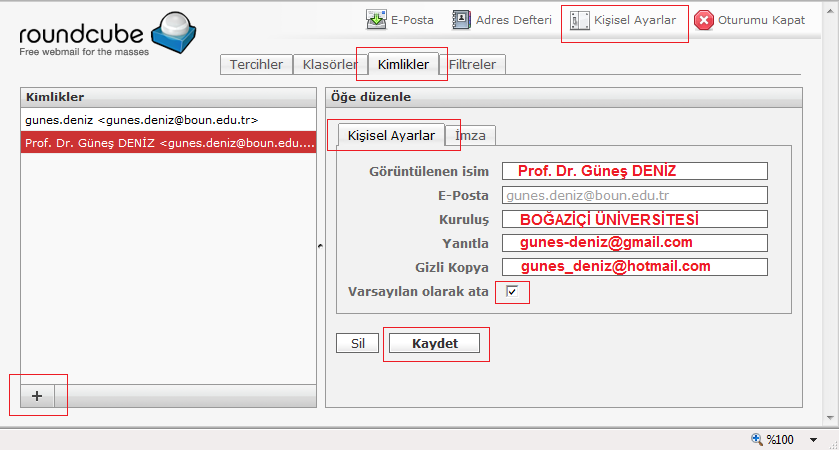 roundcube
Free webmail for the masses
E-Posta Adres Defteri Kişisel Ayarlar Oturumu Kapat
Tercihler Klasörler Kimlikler Filtreler
Kimlikler
gunes.deniz <gunes.deniz@boun.edu.tr>
Prof. Dr. Güneş DENİZ <gunes.deniz@boun.edu....
+
Öğe düzenle
Kişisel Ayarlar İmza
Görüntülenen isim Prof. Dr. Güneş DENİZ
E-Posta gunes.deniz@boun.edu.tr
Kuruluş BOĞAZİÇİ ÜNİVERSİTESİ
Yanıtla gunes-deniz@gmail.com
Gizli Kopya gunes_deniz@hotmail.com
Varsayılan olarak ata
Sil Kaydet
%100